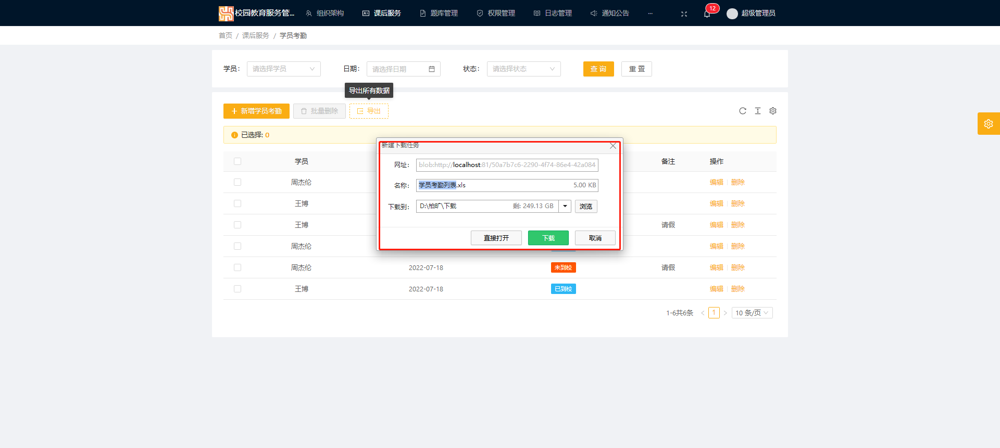 校园教育服务管... 组织架构 课后服务 题库管理 权限管理 日志管理 通知公告 ... 12 超级管理员
首页 / 课后服务 / 学员考勤
学员: 请选择学员 日期: 请选择日期 状态: 请选择状态 查 询 重 置
导出所有数据
新增学员考勤 批量删除 导出
已选择: 0
新建下载任务
网址: blob:http://localhost:81/50a7b7c6-2290-4f74-86e4-42a084
名称: 学员考勤列表.xls 5.00 KB
下载到: D:\柏旷\下载 剩: 249.13 GB 浏览
直接打开 下载 取消
学员 备注 操作
周杰伦 编辑 删除
王博 编辑 删除
王博 请假 编辑 删除
周杰伦 编辑 删除
周杰伦 2022-07-18 未到校 请假 编辑 删除
王博 2022-07-18 已到校 编辑 删除
1-6共6条 < 1 > 10 条/页